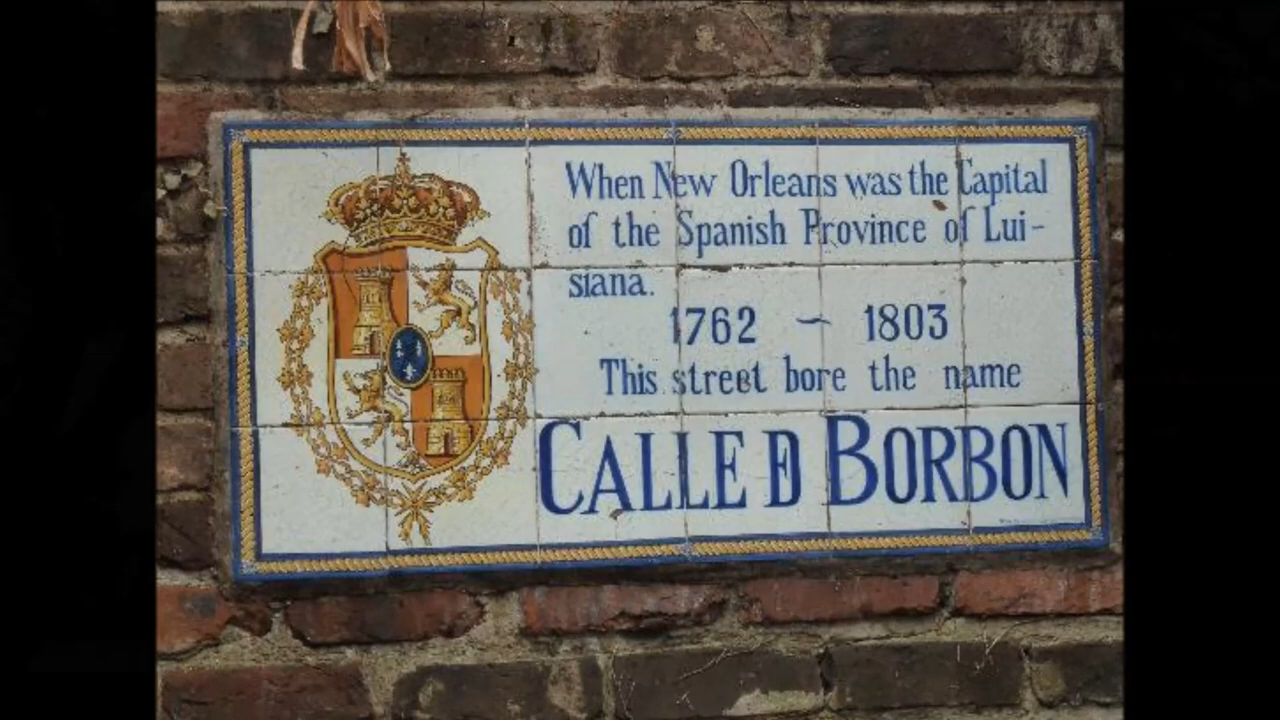 When New Orleans was the Capital
of the Spanish Province of Lui-
siana.
1762 ~ 1803
This street bore the name
CALLE D BORBON